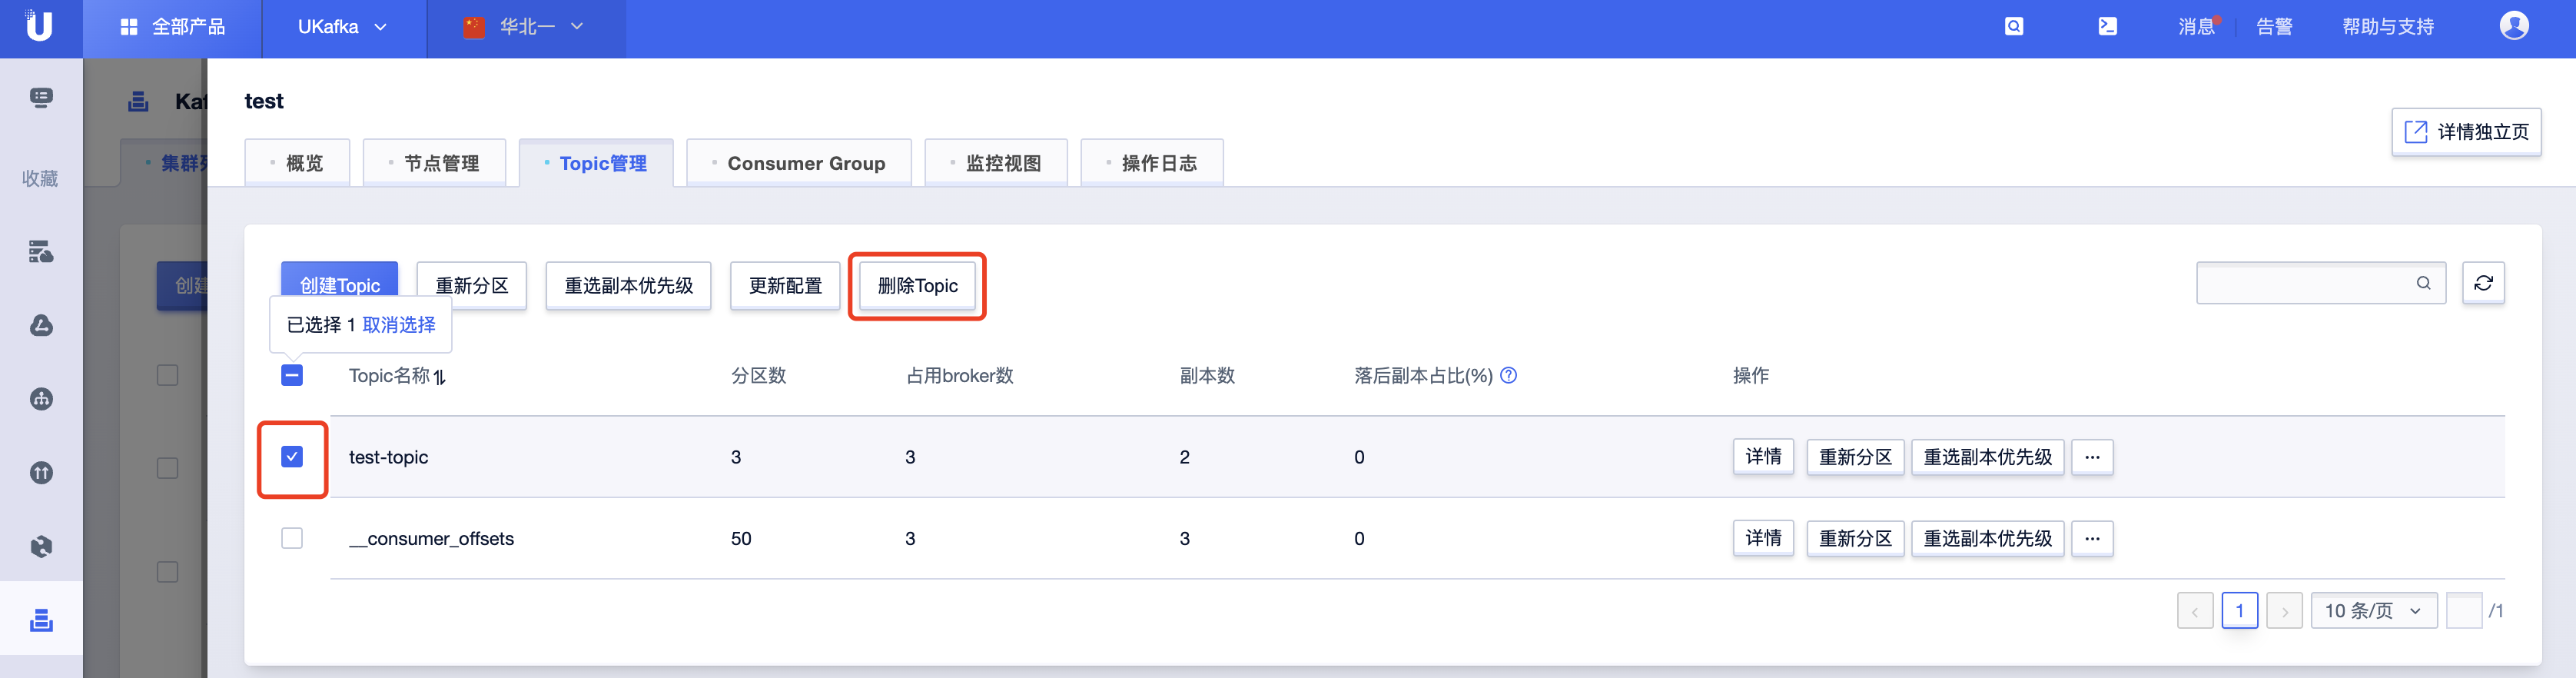 全部产品
UKafka
华北一
消息
告警
帮助与支持
收藏
test
详情独立页
概览
节点管理
Topic管理
Consumer Group
监控视图
操作日志
创建Topic
重新分区
重选副本优先级
更新配置
删除Topic
已选择 1 取消选择
Topic名称
分区数
占用broker数
副本数
落后副本占比(%)
操作
test-topic
3
3
2
0
详情
重新分区
重选副本优先级
...
__consumer_offsets
50
3
3
0
详情
重新分区
重选副本优先级
...
1
10 条/页
/1